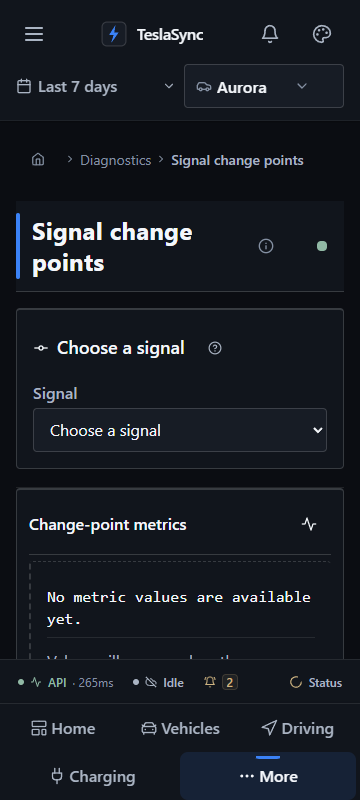 TeslaSync
Last 7 days
Aurora
Diagnostics
Signal change points
Signal change
points
Choose a signal
Signal
Choose a signal
Change-point metrics
No metric values are available
yet.
API · 265ms
Idle
2
Status
Home
Vehicles
Driving
Charging
More